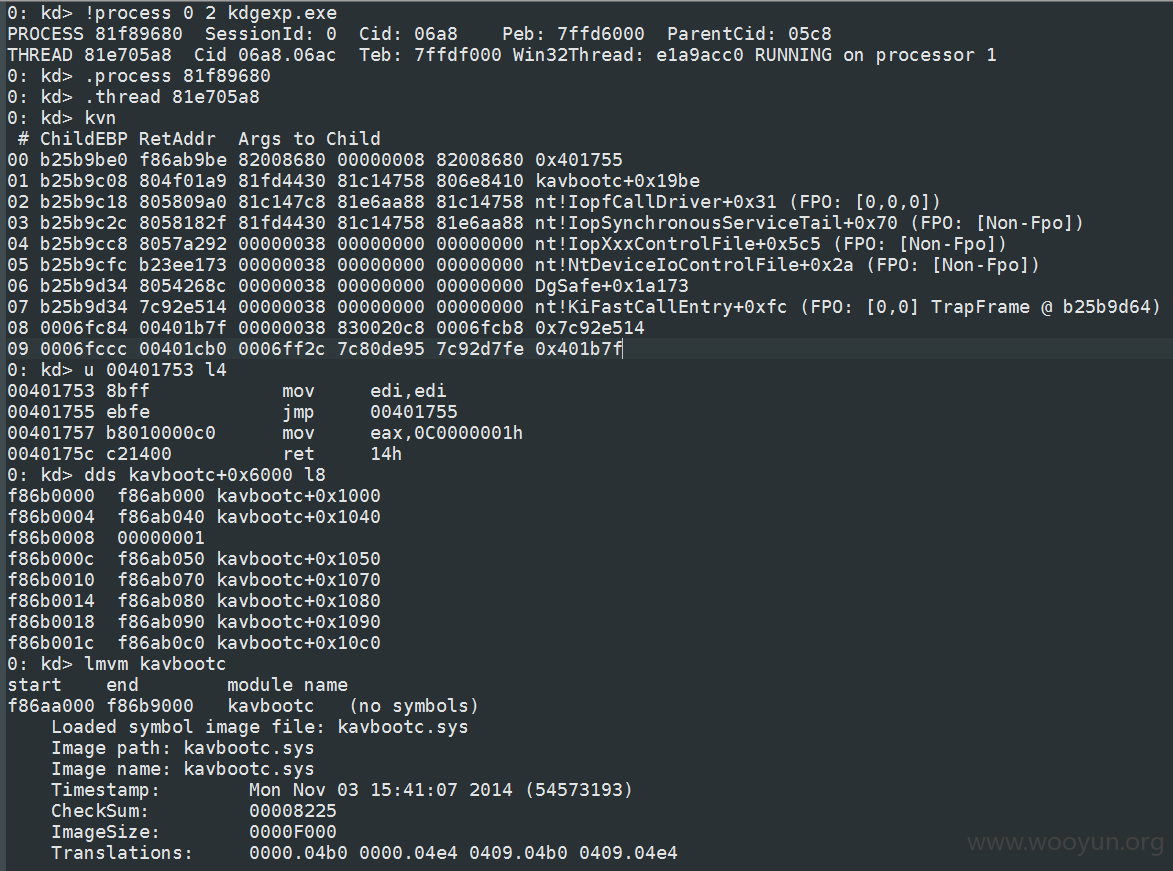 0: kd> !process 0 2 kdgexp.exe
PROCESS 81f89680  SessionId: 0  Cid: 06a8    Peb: 7ffd6000  ParentCid: 05c8
THREAD 81e705a8  Cid 06a8.06ac  Teb: 7ffdf000 Win32Thread: e1a9acc0 RUNNING on processor 1
0: kd> .process 81f89680
0: kd> .thread 81e705a8
0: kd> kvn
 # ChildEBP RetAddr  Args to Child
00 b25b9be0 f86ab9be 82008680 00000008 82008680 0x401755
01 b25b9c08 804f01a9 81fd4430 81c14758 806e8410 kavbootc+0x19be
02 b25b9c18 805809a0 81c147c8 81e6aa88 81c14758 nt!IopfCallDriver+0x31 (FPO: [0,0,0])
03 b25b9c2c 8058182f 81fd4430 81c14758 81e6aa88 nt!IopSynchronousServiceTail+0x70 (FPO: [Non-Fpo])
04 b25b9cc8 8057a292 00000038 00000000 00000000 nt!IopXxxControlFile+0x5c5 (FPO: [Non-Fpo])
05 b25b9cfc b23ee173 00000038 00000000 00000000 nt!NtDeviceIoControlFile+0x2a (FPO: [Non-Fpo])
06 b25b9d34 8054268c 00000038 00000000 00000000 DgSafe+0x1a173
07 b25b9d34 7c92e514 00000038 00000000 00000000 nt!KiFastCallEntry+0xfc (FPO: [0,0] TrapFrame @ b25b9d64)
08 0006fc84 00401b7f 00000038 830020c8 0006fcb8 0x7c92e514
09 0006fccc 00401cb0 0006ff2c 7c80de95 7c92d7fe 0x401b7f
0: kd> u 00401753 l4
00401753 8bff            mov     edi,edi
00401755 ebfe            jmp     00401755
00401757 b8010000c0      mov     eax,0C0000001h
0040175c c21400          ret     14h
0: kd> dds kavbootc+0x6000 l8
f86b0000  f86ab000 kavbootc+0x1000
f86b0004  f86ab040 kavbootc+0x1040
f86b0008  00000001
f86b000c  f86ab050 kavbootc+0x1050
f86b0010  f86ab070 kavbootc+0x1070
f86b0014  f86ab080 kavbootc+0x1080
f86b0018  f86ab090 kavbootc+0x1090
f86b001c  f86ab0c0 kavbootc+0x10c0
0: kd> lmvm kavbootc
start    end        module name
f86aa000 f86b9000   kavbootc   (no symbols)
    Loaded symbol image file: kavbootc.sys
    Image path: kavbootc.sys
    Image name: kavbootc.sys
    Timestamp:        Mon Nov 03 15:41:07 2014 (54573193)
    CheckSum:         00008225
    ImageSize:        0000F000
    Translations:     0000.04b0 0000.04e4 0409.04b0 0409.04e4
www.wooyun.org